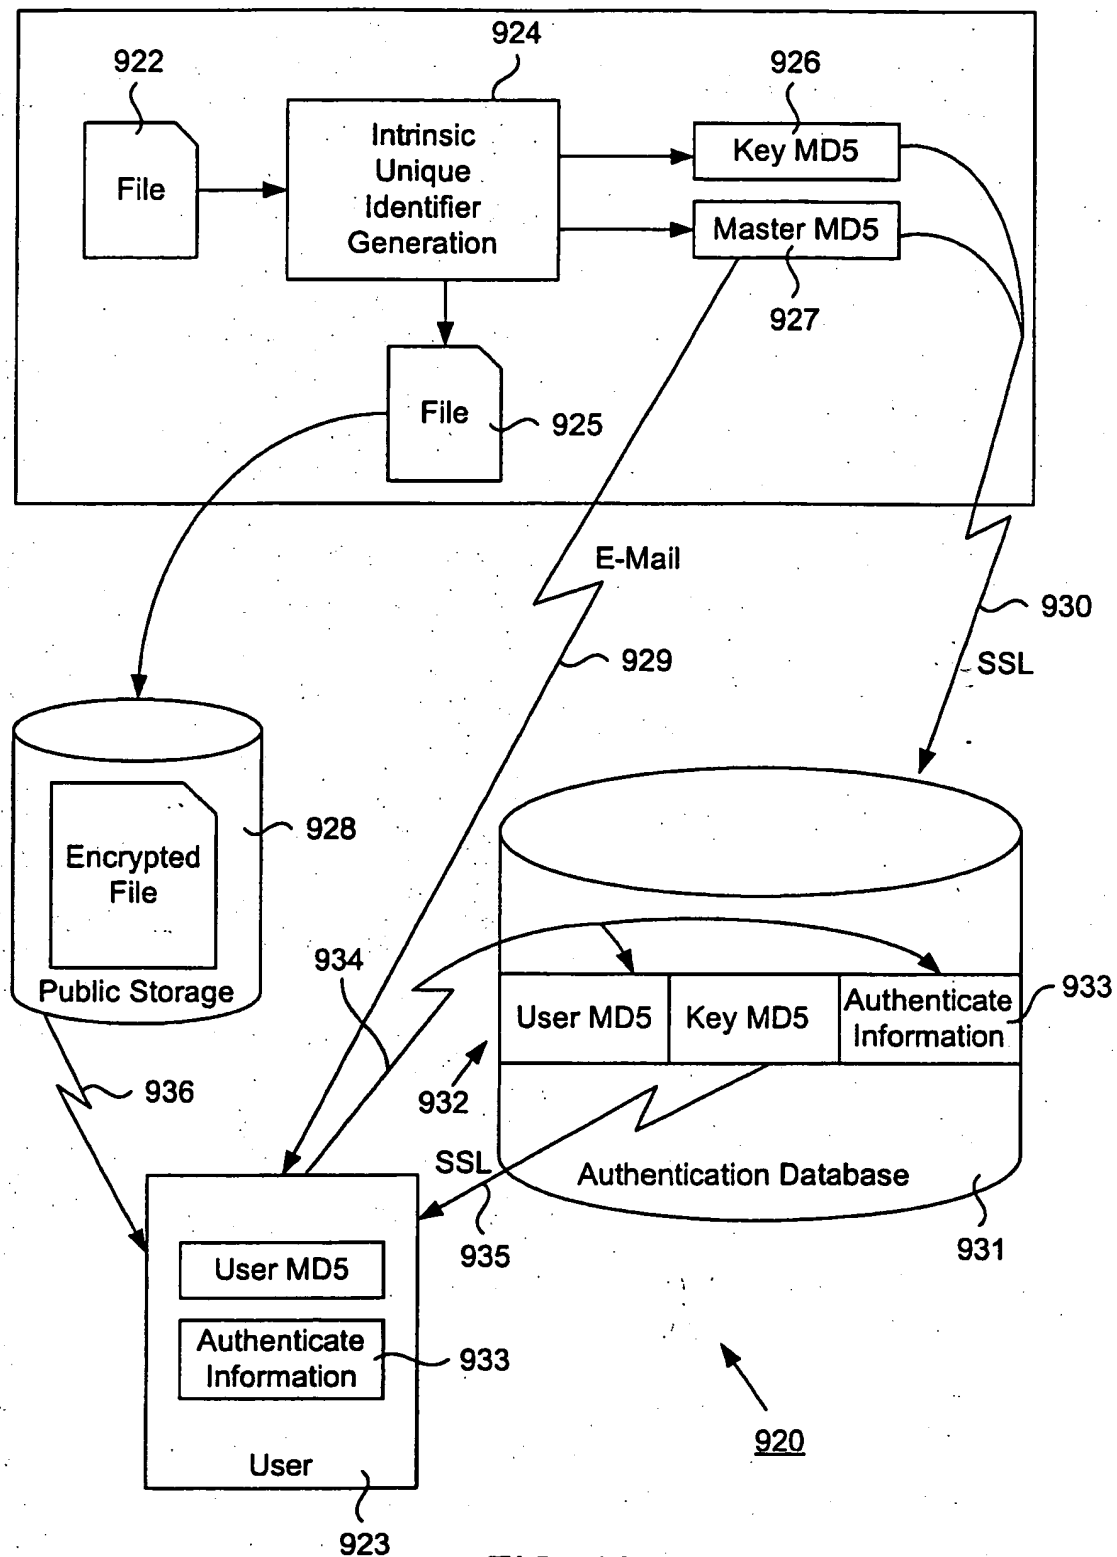 924
922
926
Intrinsic
Unique
Identifier
Generation
Key MD5
File
Master MD5
927
File
925
E-Mail
930
929
SSL
928
Encrypted
File
934
Public Storage
User MD5
Key MD5
Authenticate
Information
933
936
932
SSL
Authentication Database
935
931
User MD5
Authenticate
Information
933
920
User
923